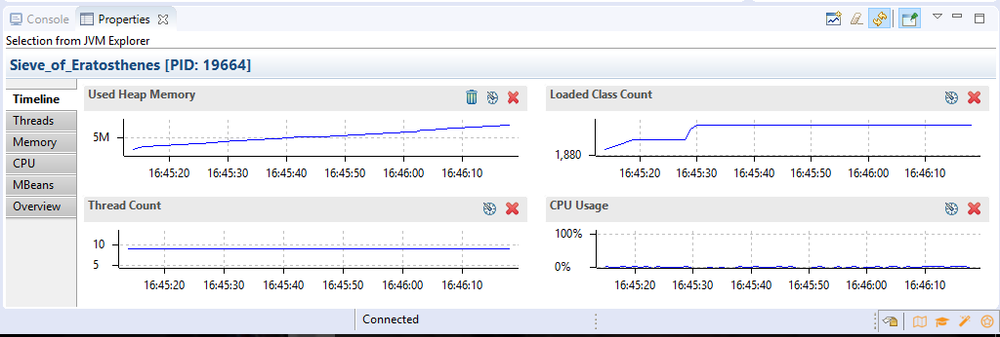 Console Properties
Selection from JVM Explorer
Sieve_of_Eratosthenes [PID: 19664]
Timeline
Threads
Memory
CPU
MBeans
Overview
Used Heap Memory
5M
16:45:20 16:45:30 16:45:40 16:45:50 16:46:00 16:46:10
Loaded Class Count
1,880
16:45:20 16:45:30 16:45:40 16:45:50 16:46:00 16:46:10
Thread Count
10
5
16:45:20 16:45:30 16:45:40 16:45:50 16:46:00 16:46:10
CPU Usage
100%
0%
16:45:20 16:45:30 16:45:40 16:45:50 16:46:00 16:46:10
Connected